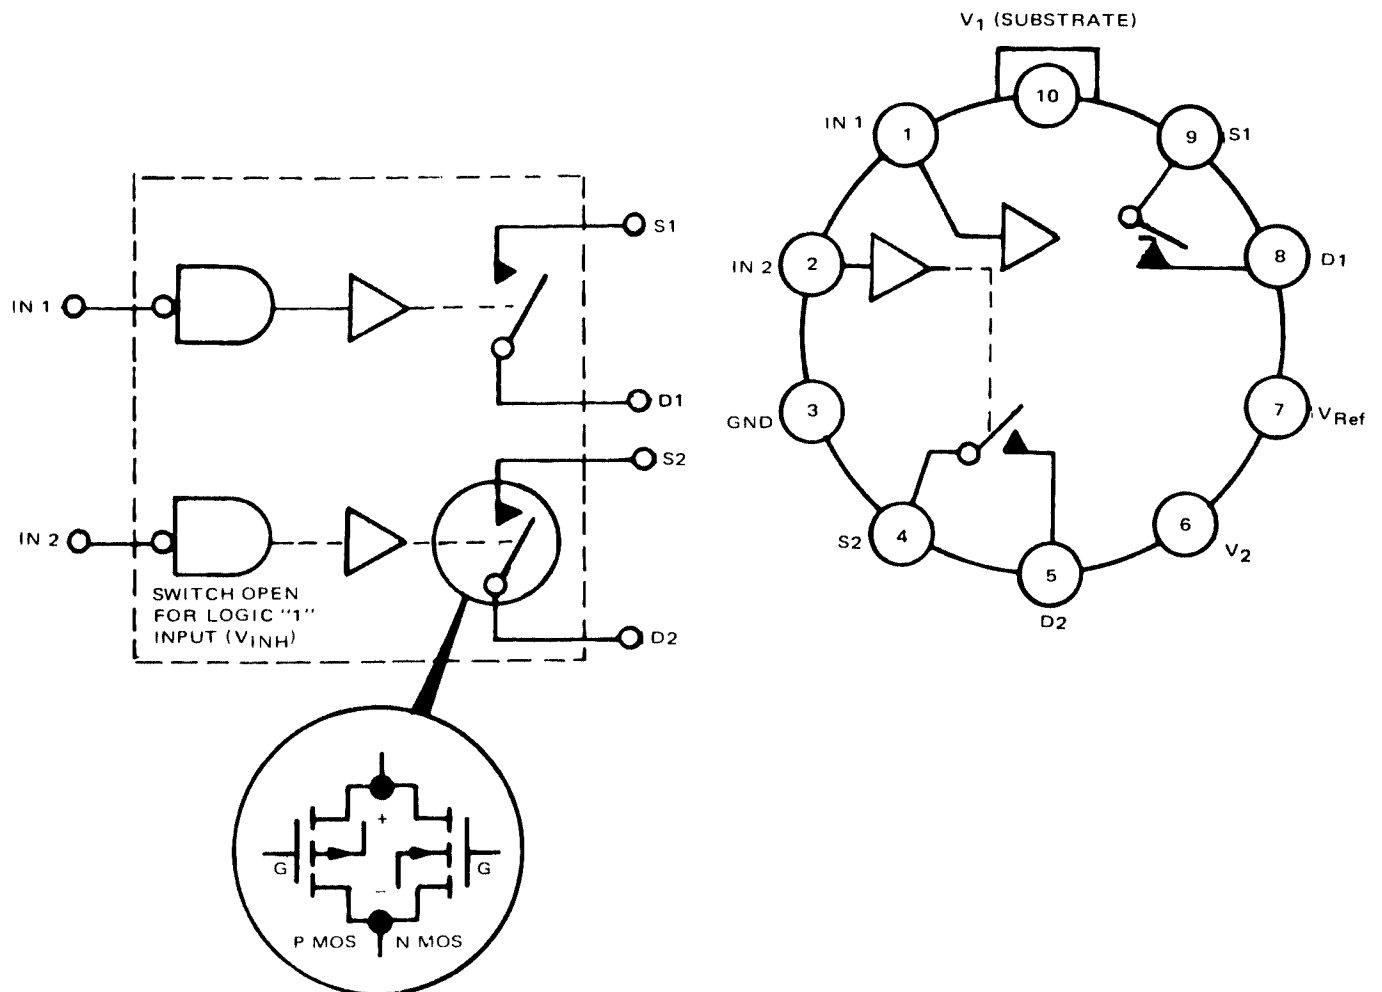 V1 (SUBSTRATE)
10
IN 1
1
9
S1
S1
IN 2
2
8
D1
IN 1
D1
3
GND
7
VRef
S2
IN 2
S2
4
6
V2
5
D2
SWITCH OPEN
FOR LOGIC "1"
INPUT (VINH)
D2
+
G
G
–
P MOS
N MOS